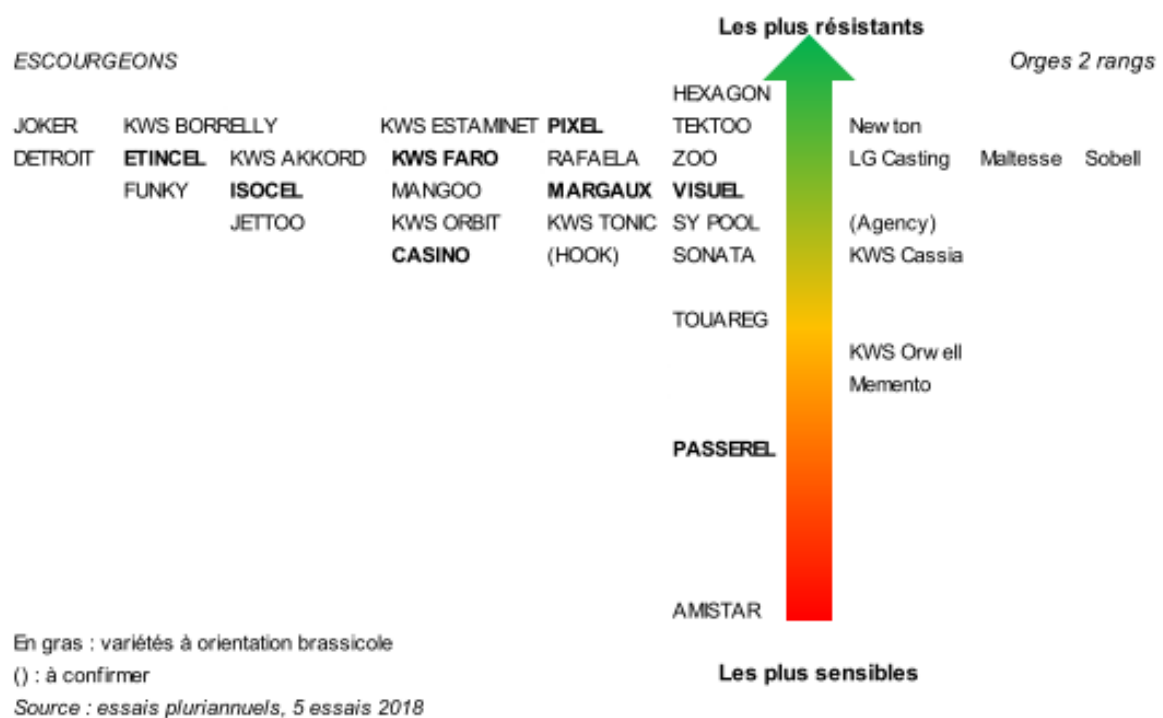 Les plus résistants
ESCOURGEONS Orges 2 rangs
HEXAGON
JOKER KWS BORRELLY KWS ESTAMINET PIXEL TEKTOO Newton
DETROIT ETINCEL KWS AKKORD KWS FARO RAFAELA ZOO LG Casting Maltesse Sobell
FUNKY ISOCEL MANGOO MARGAUX VISUEL
JETTOO KWS ORBIT KWS TONIC SY POOL (Agency)
CASINO (HOOK) SONATA KWS Cassia
TOUAREG
KWS Orwell
Memento
PASSEREL
AMISTAR
En gras : variétés à orientation brassicole
() : à confirmer
Les plus sensibles
Source : essais pluriannuels, 5 essais 2018